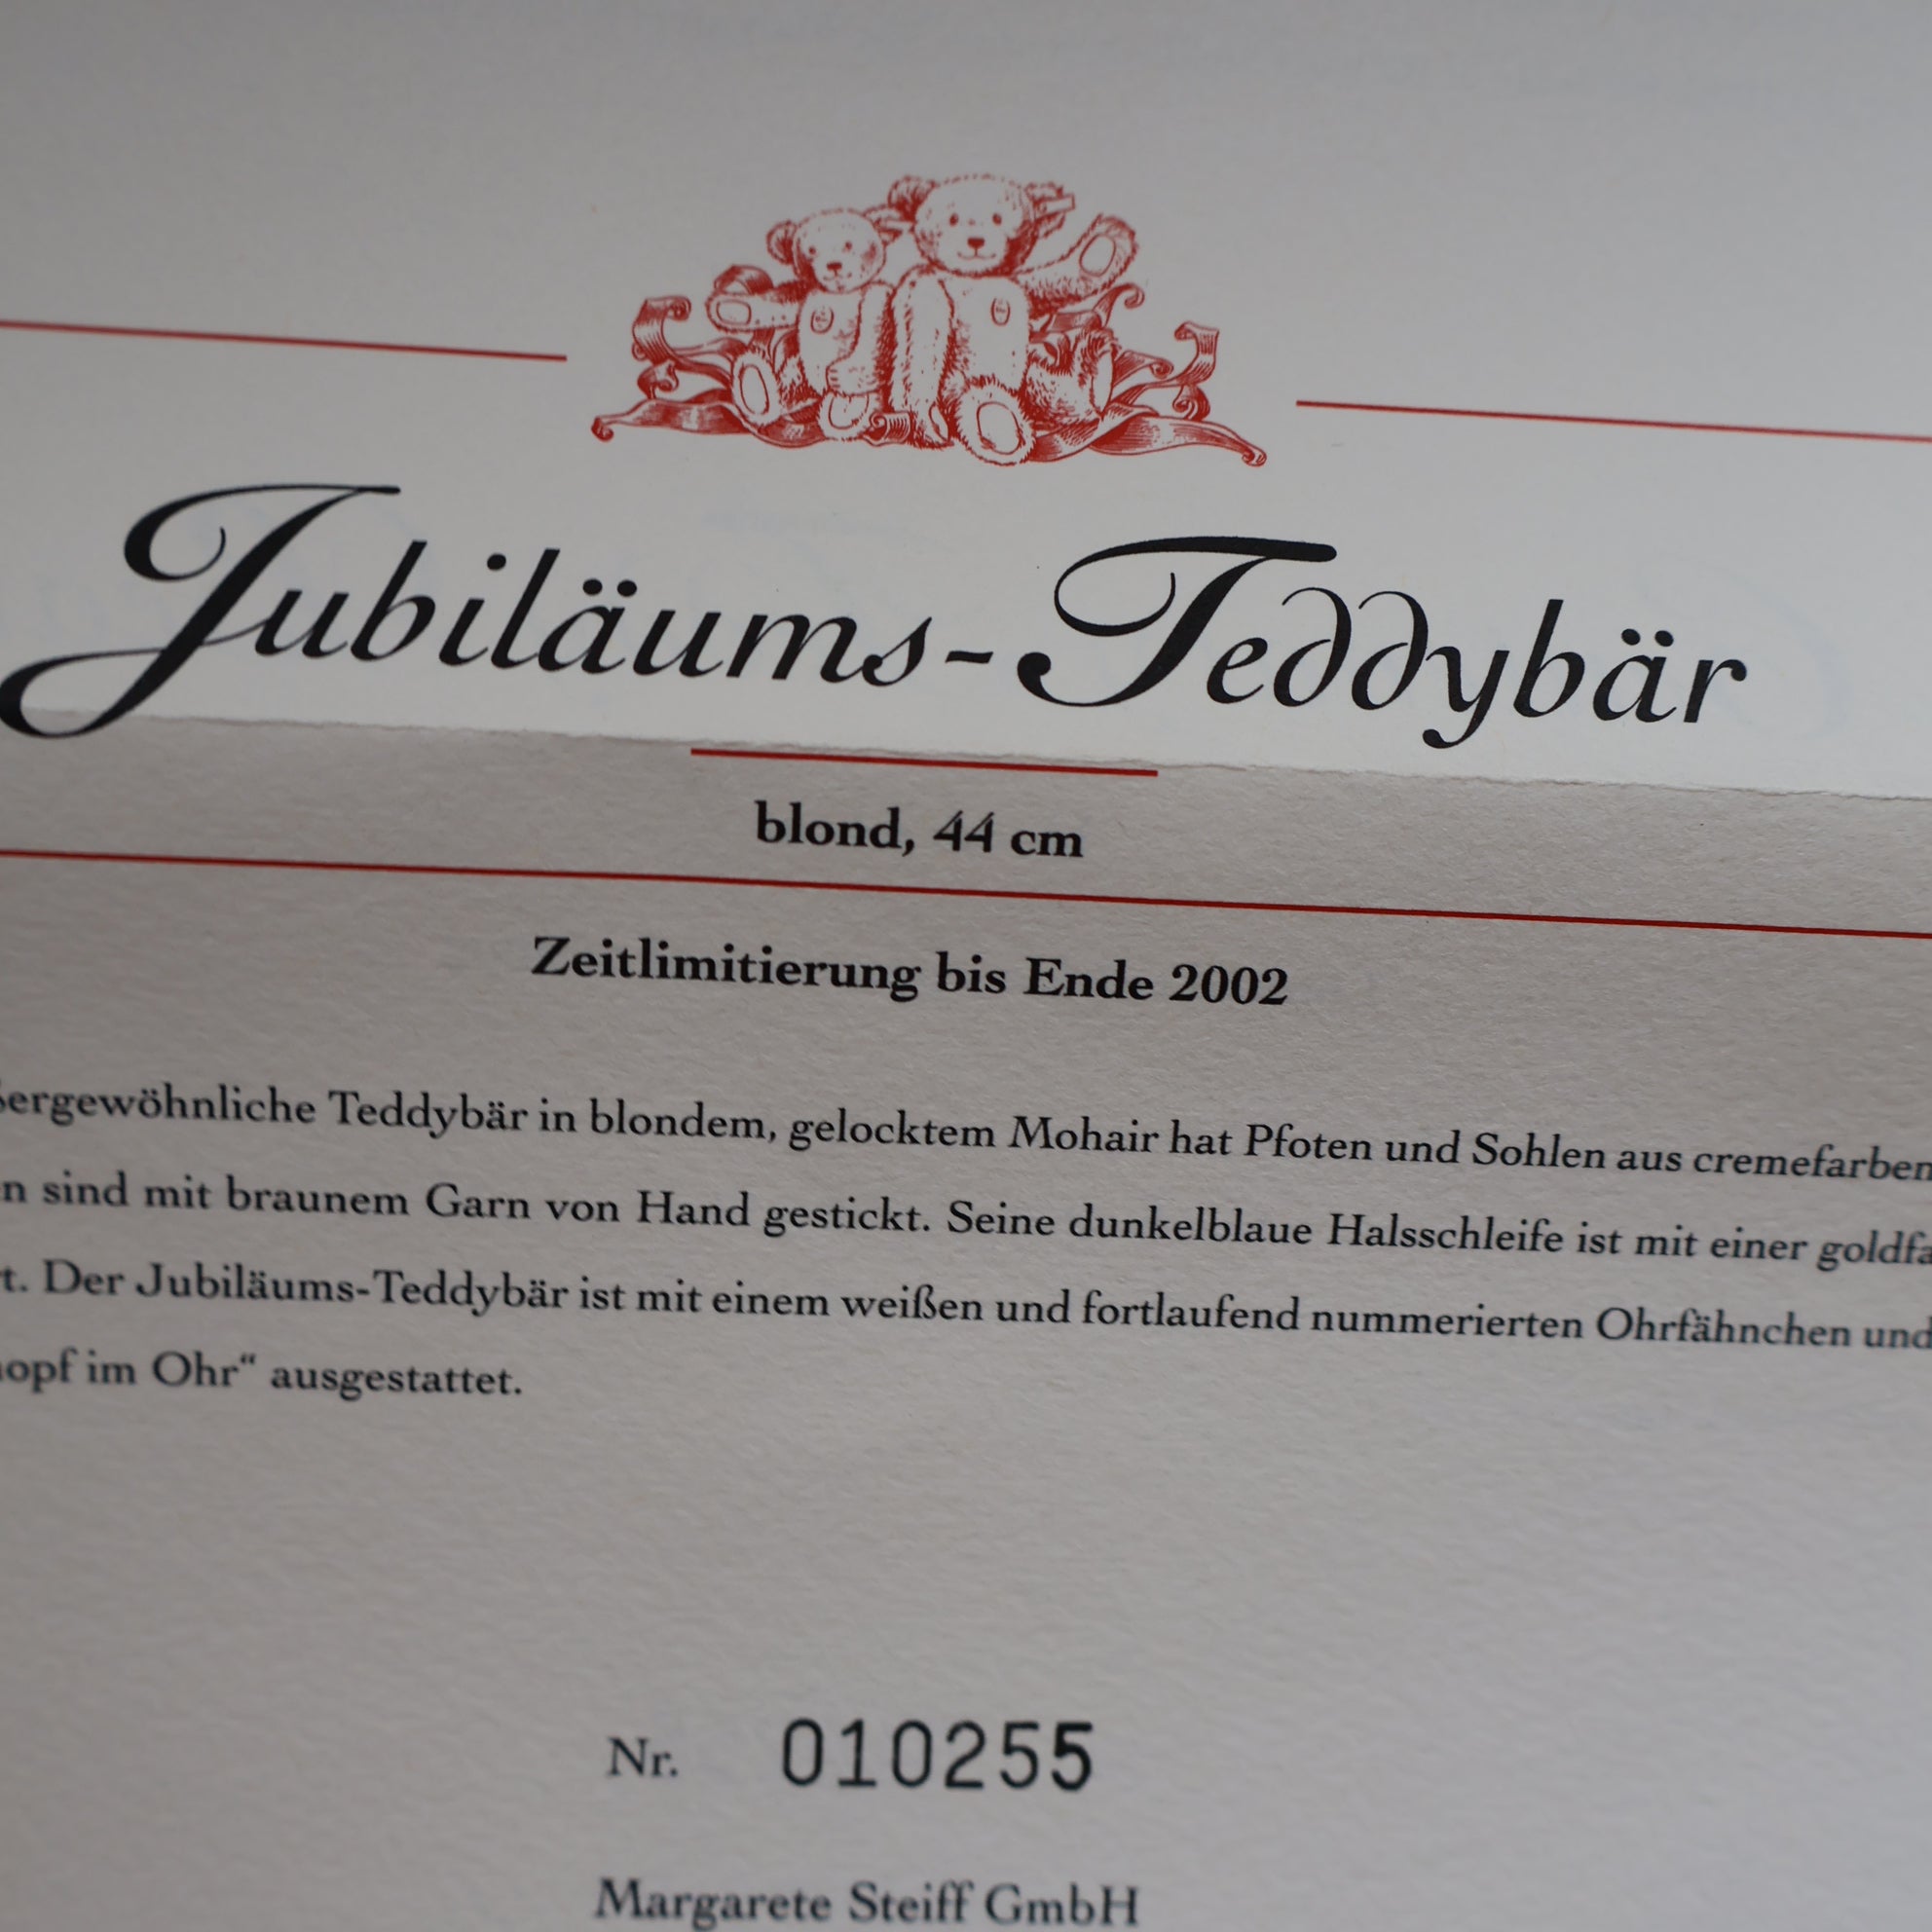 Jubiläums-Teddybär
blond, 44 cm
Zeitlimitierung bis Ende 2002
ßergewöhnliche Teddybär in blondem, gelocktem Mohair hat Pfoten und Sohlen aus cremefarben
n sind mit braunem Garn von Hand gestickt. Seine dunkelblaue Halsschleife ist mit einer goldfa
t. Der Jubiläums-Teddybär ist mit einem weißen und fortlaufend nummerierten Ohrfähnchen und
opf im Ohr“ ausgestattet.
Nr. 010255
Margarete Steiff GmbH